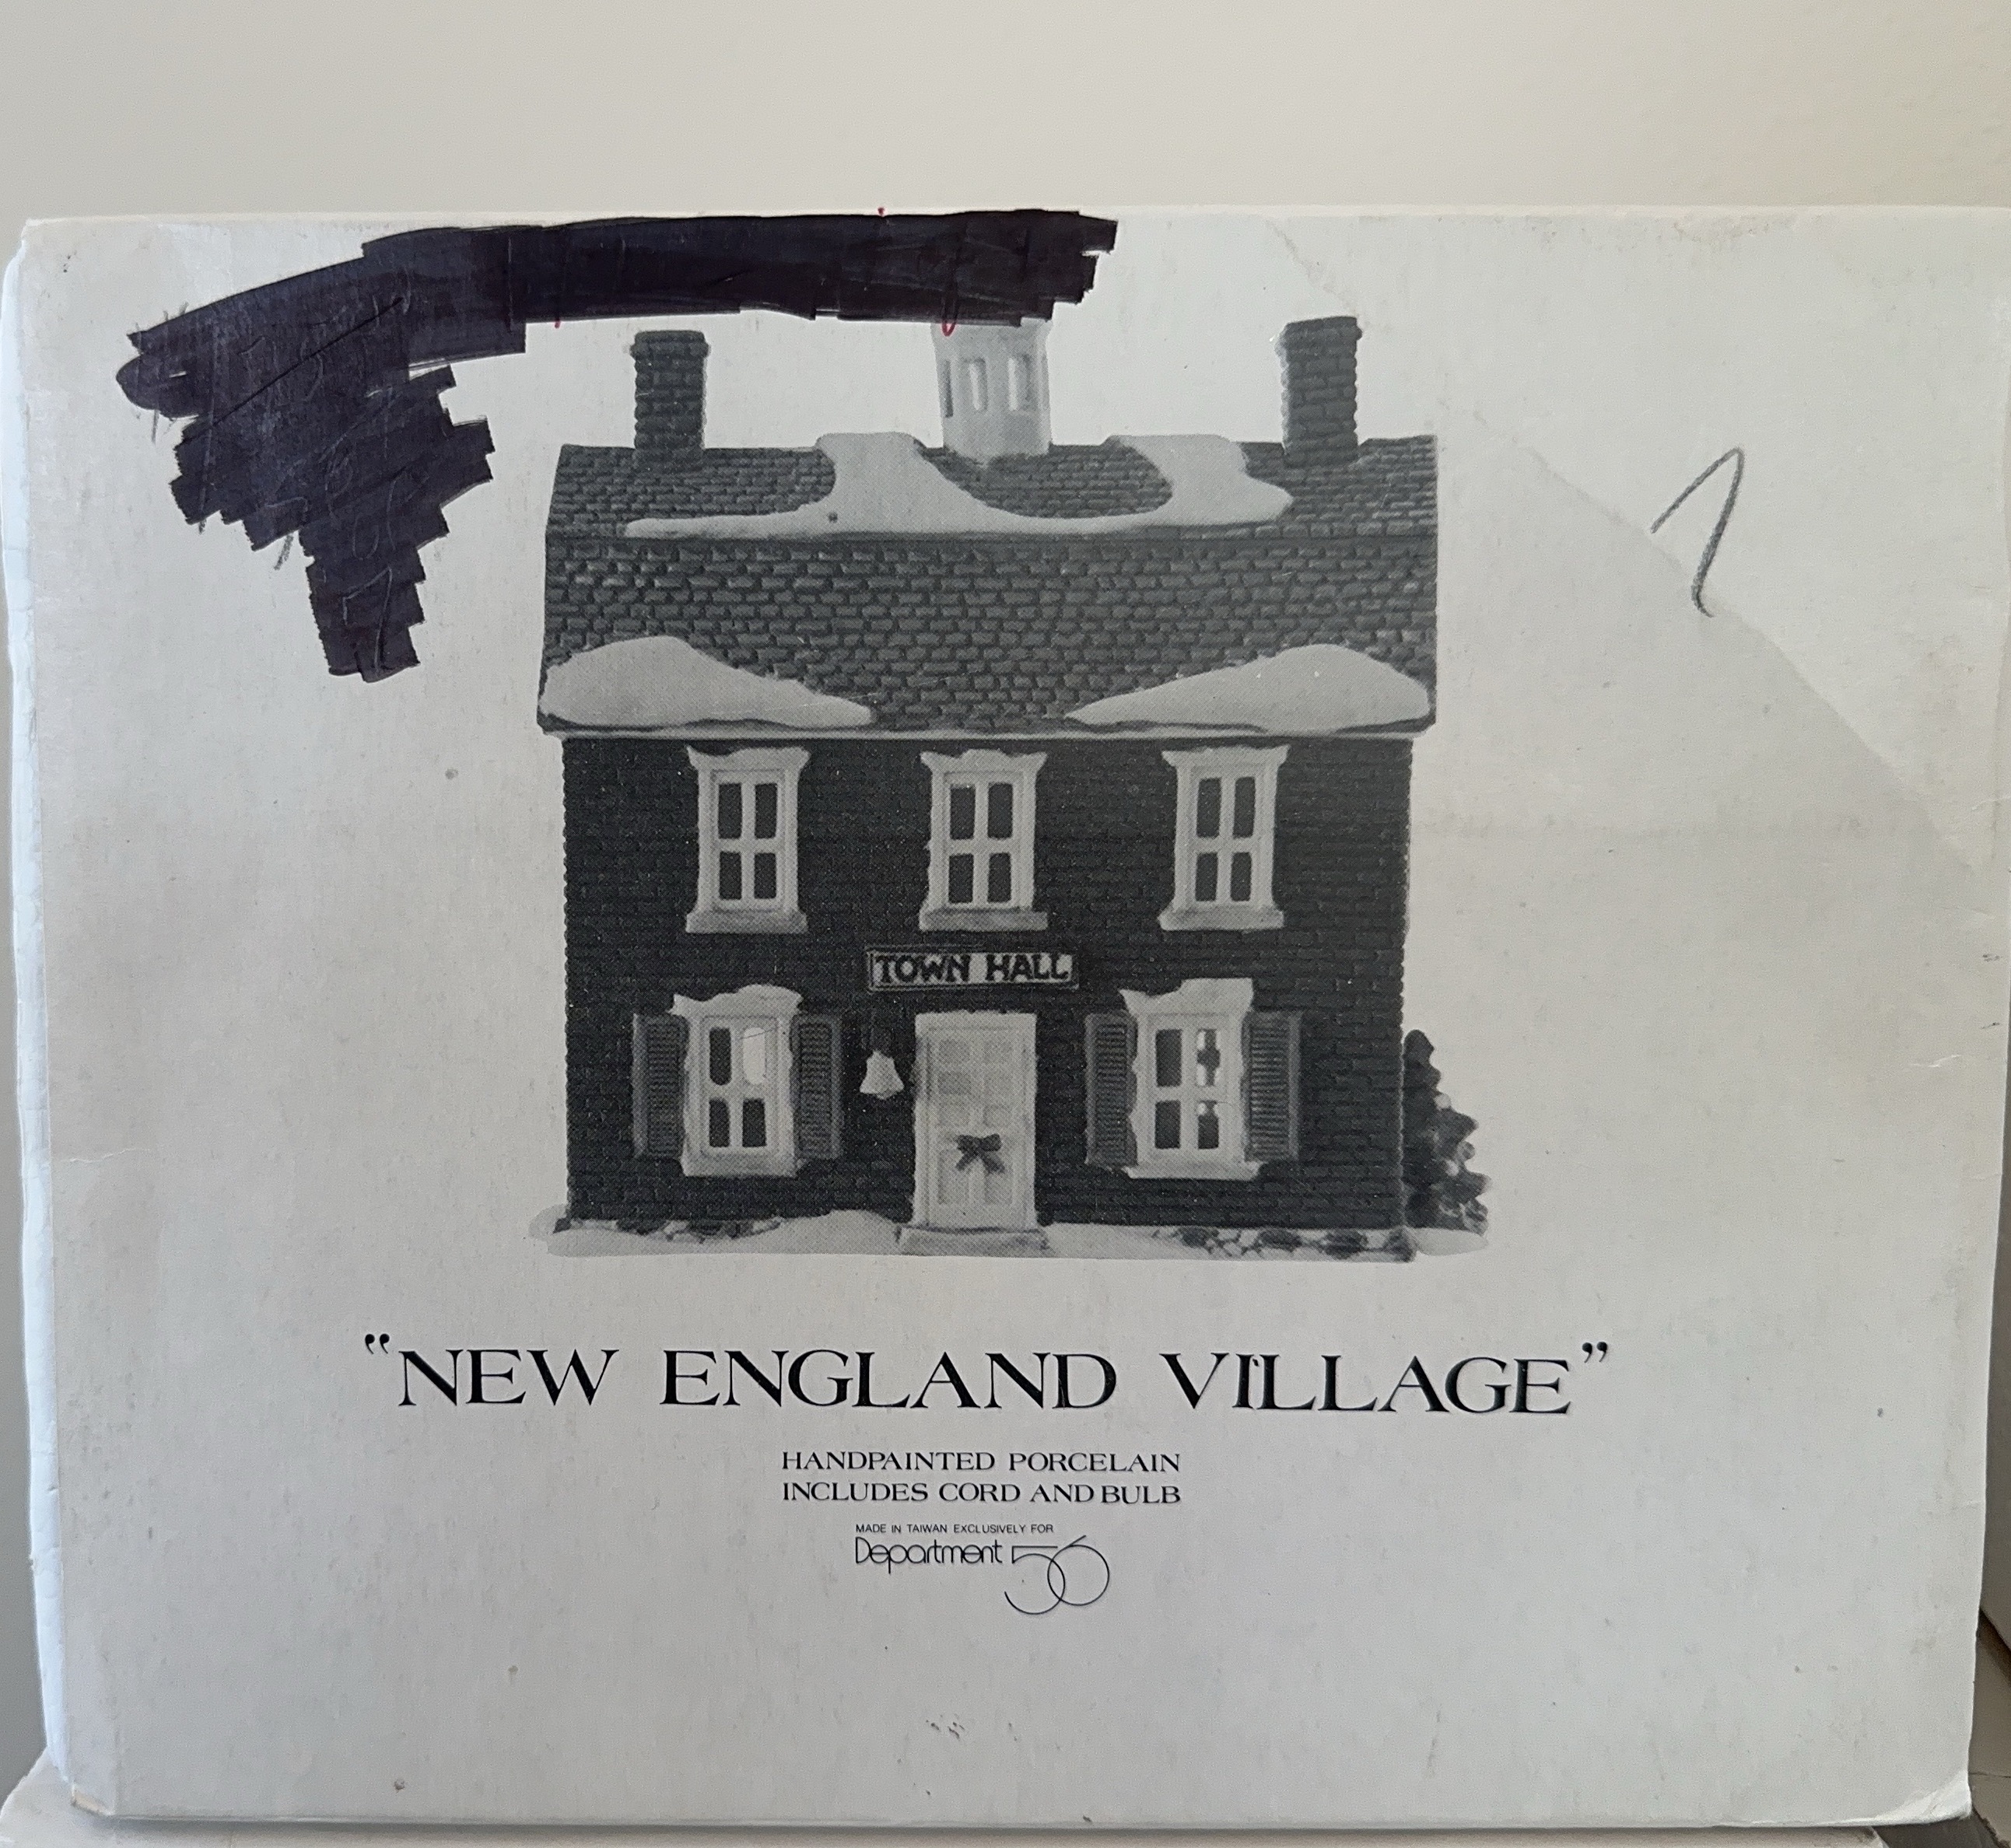 TOWN HALL
"NEW ENGLAND VILLAGE"
HANDPAINTED PORCELAIN
INCLUDES CORD AND BULB
MADE IN TAIWAN EXCLUSIVELY FOR
Department 56